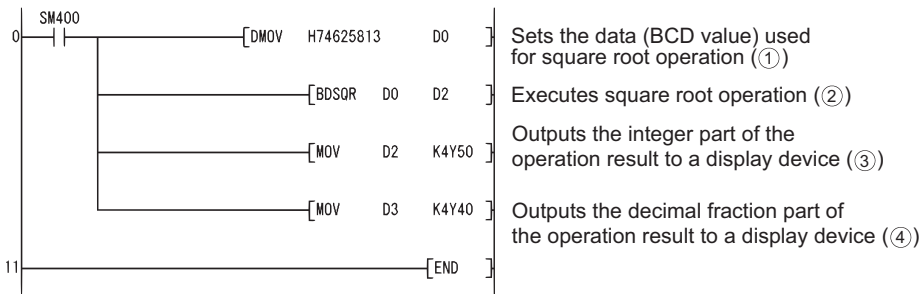 SM400
0 [DMOV H74625813 D0 ] Sets the data (BCD value) used
for square root operation (①)
[BDSQR D0 D2 ] Executes square root operation (②)
Outputs the integer part of the
[MOV D2 K4Y50 ] operation result to a display device (③)
[MOV D3 K4Y40 ] Outputs the decimal fraction part of
the operation result to a display device (④)
11 [END ]